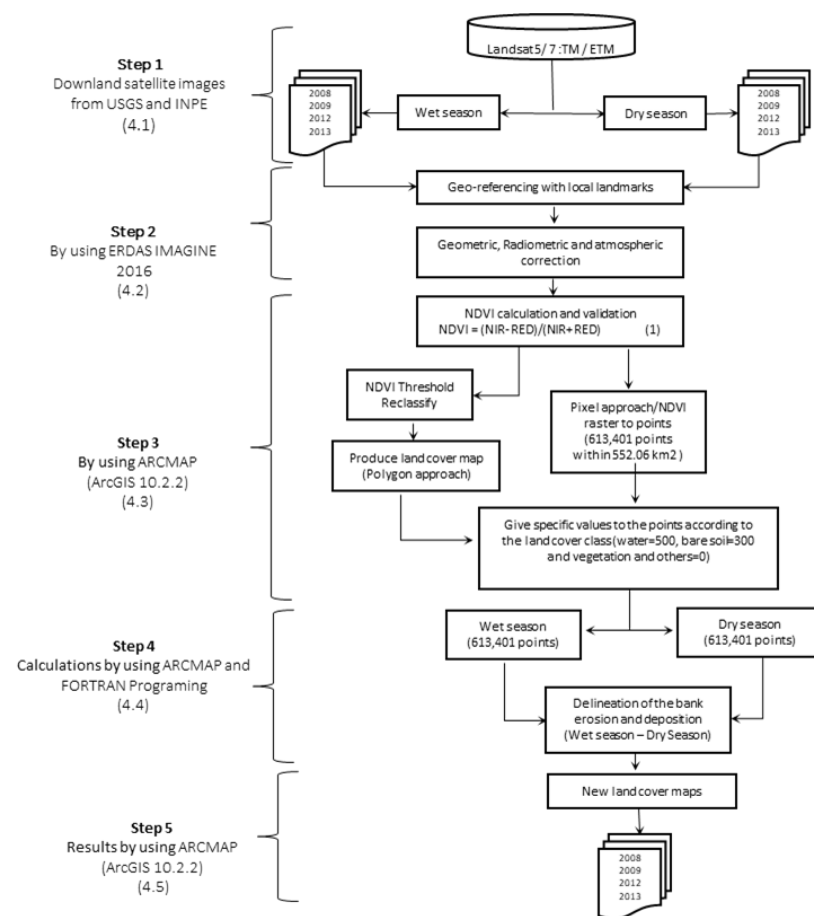 Landsat5/ 7 :TM / ETM
Step 1
Downland satellite images
from USGS and INPE
(4.1)
2008
2009
2012
2013
Wet season
Dry season
2008
2009
2012
2013
Geo-referencing with local landmarks
Step 2
By using ERDAS IMAGINE
2016
(4.2)
Geometric, Radiometric and atmospheric
correction
NDVI calculation and validation
NDVI = (NIR-RED)/(NIR+RED) (1)
NDVI Threshold
Reclassify
Pixel approach/NDVI
raster to points
(613,401 points
within 552.06 km2 )
Step 3
By using ARCMAP
(ArcGIS 10.2.2)
(4.3)
Produce land cover map
(Polygon approach)
Give specific values to the points according to
the land cover class(water=500, bare soil=300
and vegetation and others=0)
Wet season
(613,401 points)
Dry season
(613,401 points)
Step 4
Calculations by using ARCMAP and
FORTRAN Programing
(4.4)
Delineation of the bank
erosion and deposition
(Wet season – Dry Season)
New land cover maps
Step 5
Results by using ARCMAP
(ArcGIS 10.2.2)
(4.5)
2008
2009
2012
2013